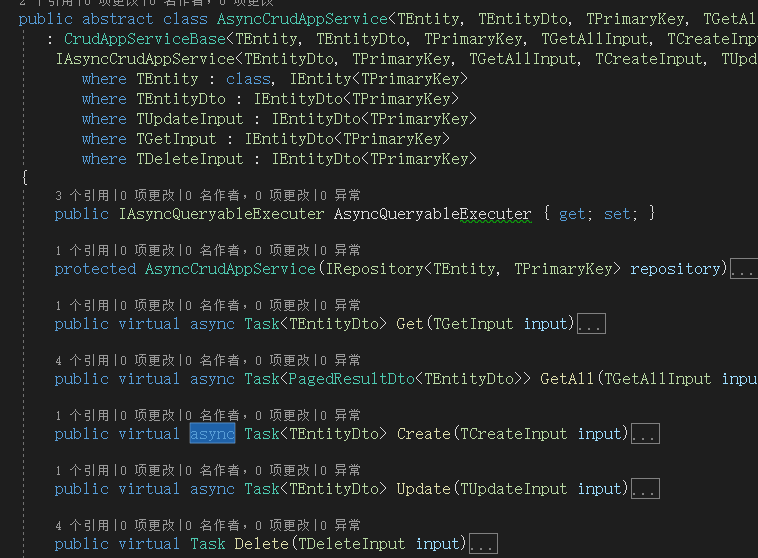 2 个引用|0 项更改|0 名作者，0 项更改
public abstract class AsyncCrudAppService<TEntity, TEntityDto, TPrimaryKey, TGetAl
: CrudAppServiceBase<TEntity, TEntityDto, TPrimaryKey, TGetAllInput, TCreateInp
IAsyncCrudAppService<TEntityDto, TPrimaryKey, TGetAllInput, TCreateInput, TUpd
where TEntity : class, IEntity<TPrimaryKey>
where TEntityDto : IEntityDto<TPrimaryKey>
where TUpdateInput : IEntityDto<TPrimaryKey>
where TGetInput : IEntityDto<TPrimaryKey>
where TDeleteInput : IEntityDto<TPrimaryKey>
{
3 个引用|0 项更改|0 名作者，0 项更改|0 异常
public IAsyncQueryableExecuter AsyncQueryableExecuter { get; set; }
1 个引用|0 项更改|0 名作者，0 项更改|0 异常
protected AsyncCrudAppService(IRepository<TEntity, TPrimaryKey> repository)...
1 个引用|0 项更改|0 名作者，0 项更改|0 异常
public virtual async Task<TEntityDto> Get(TGetInput input)...
4 个引用|0 项更改|0 名作者，0 项更改|0 异常
public virtual async Task<PagedResultDto<TEntityDto>> GetAll(TGetAllInput inpu
1 个引用|0 项更改|0 名作者，0 项更改|0 异常
public virtual async Task<TEntityDto> Create(TCreateInput input)...
1 个引用|0 项更改|0 名作者，0 项更改|0 异常
public virtual async Task<TEntityDto> Update(TUpdateInput input)...
4 个引用|0 项更改|0 名作者，0 项更改|0 异常
public virtual Task Delete(TDeleteInput input)...